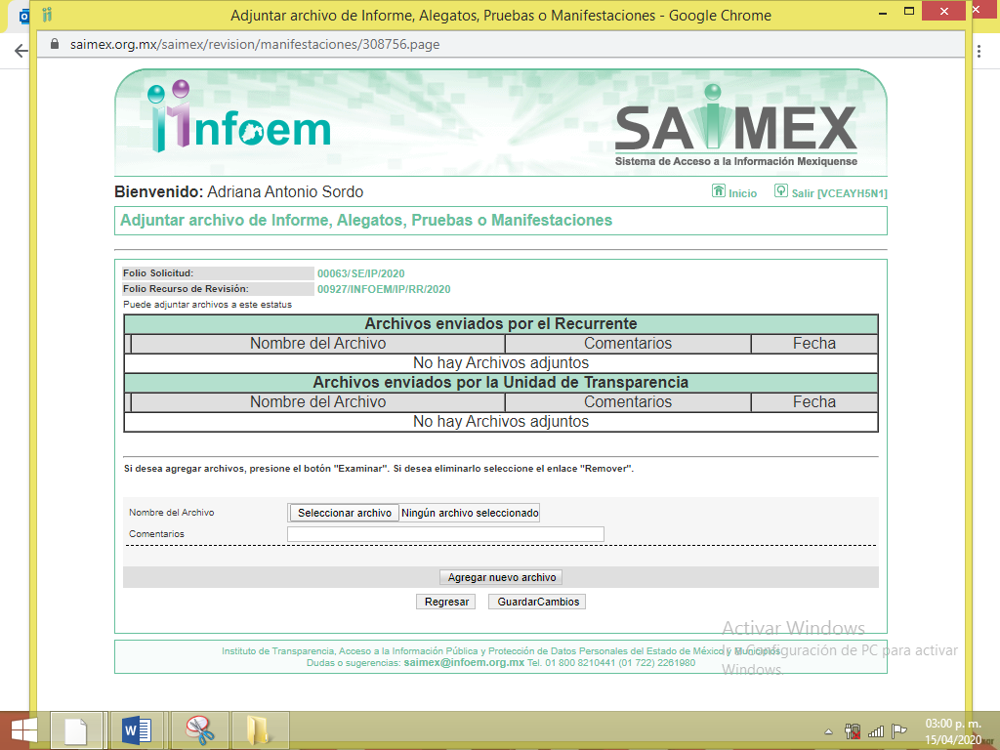 Adjuntar archivo de Informe, Alegatos, Pruebas o Manifestaciones - Google Chrome
saimex.org.mx/saimex/revision/manifestaciones/308756.page
infoem
SAIMEX
Sistema de Acceso a la Información Mexiquense
Bienvenido: Adriana Antonio Sordo
Inicio Salir [VCEAYH5N1]
Adjuntar archivo de Informe, Alegatos, Pruebas o Manifestaciones
Folio Solicitud: 00063/SE/IP/2020
Folio Recurso de Revisión: 00927/INFOEM/IP/RR/2020
Puede adjuntar archivos a este estatus
Archivos enviados por el Recurrente
Nombre del Archivo Comentarios Fecha
No hay Archivos adjuntos
Archivos enviados por la Unidad de Transparencia
Nombre del Archivo Comentarios Fecha
No hay Archivos adjuntos
Si desea agregar archivos, presione el botón "Examinar". Si desea eliminarlo seleccione el enlace "Remover".
Nombre del Archivo Seleccionar archivo Ningún archivo seleccionado
Comentarios
Agregar nuevo archivo
Regresar GuardarCambios
Activar Windows
Ir a Configuración de PC para activar
Windows.
Instituto de Transparencia, Acceso a la Información Pública y Protección de Datos Personales del Estado de México y Municipios
Dudas o sugerencias: saimex@infoem.org.mx Tel. 01 800 8210441 (01 722) 2261980
03:00 p. m.
15/04/2020